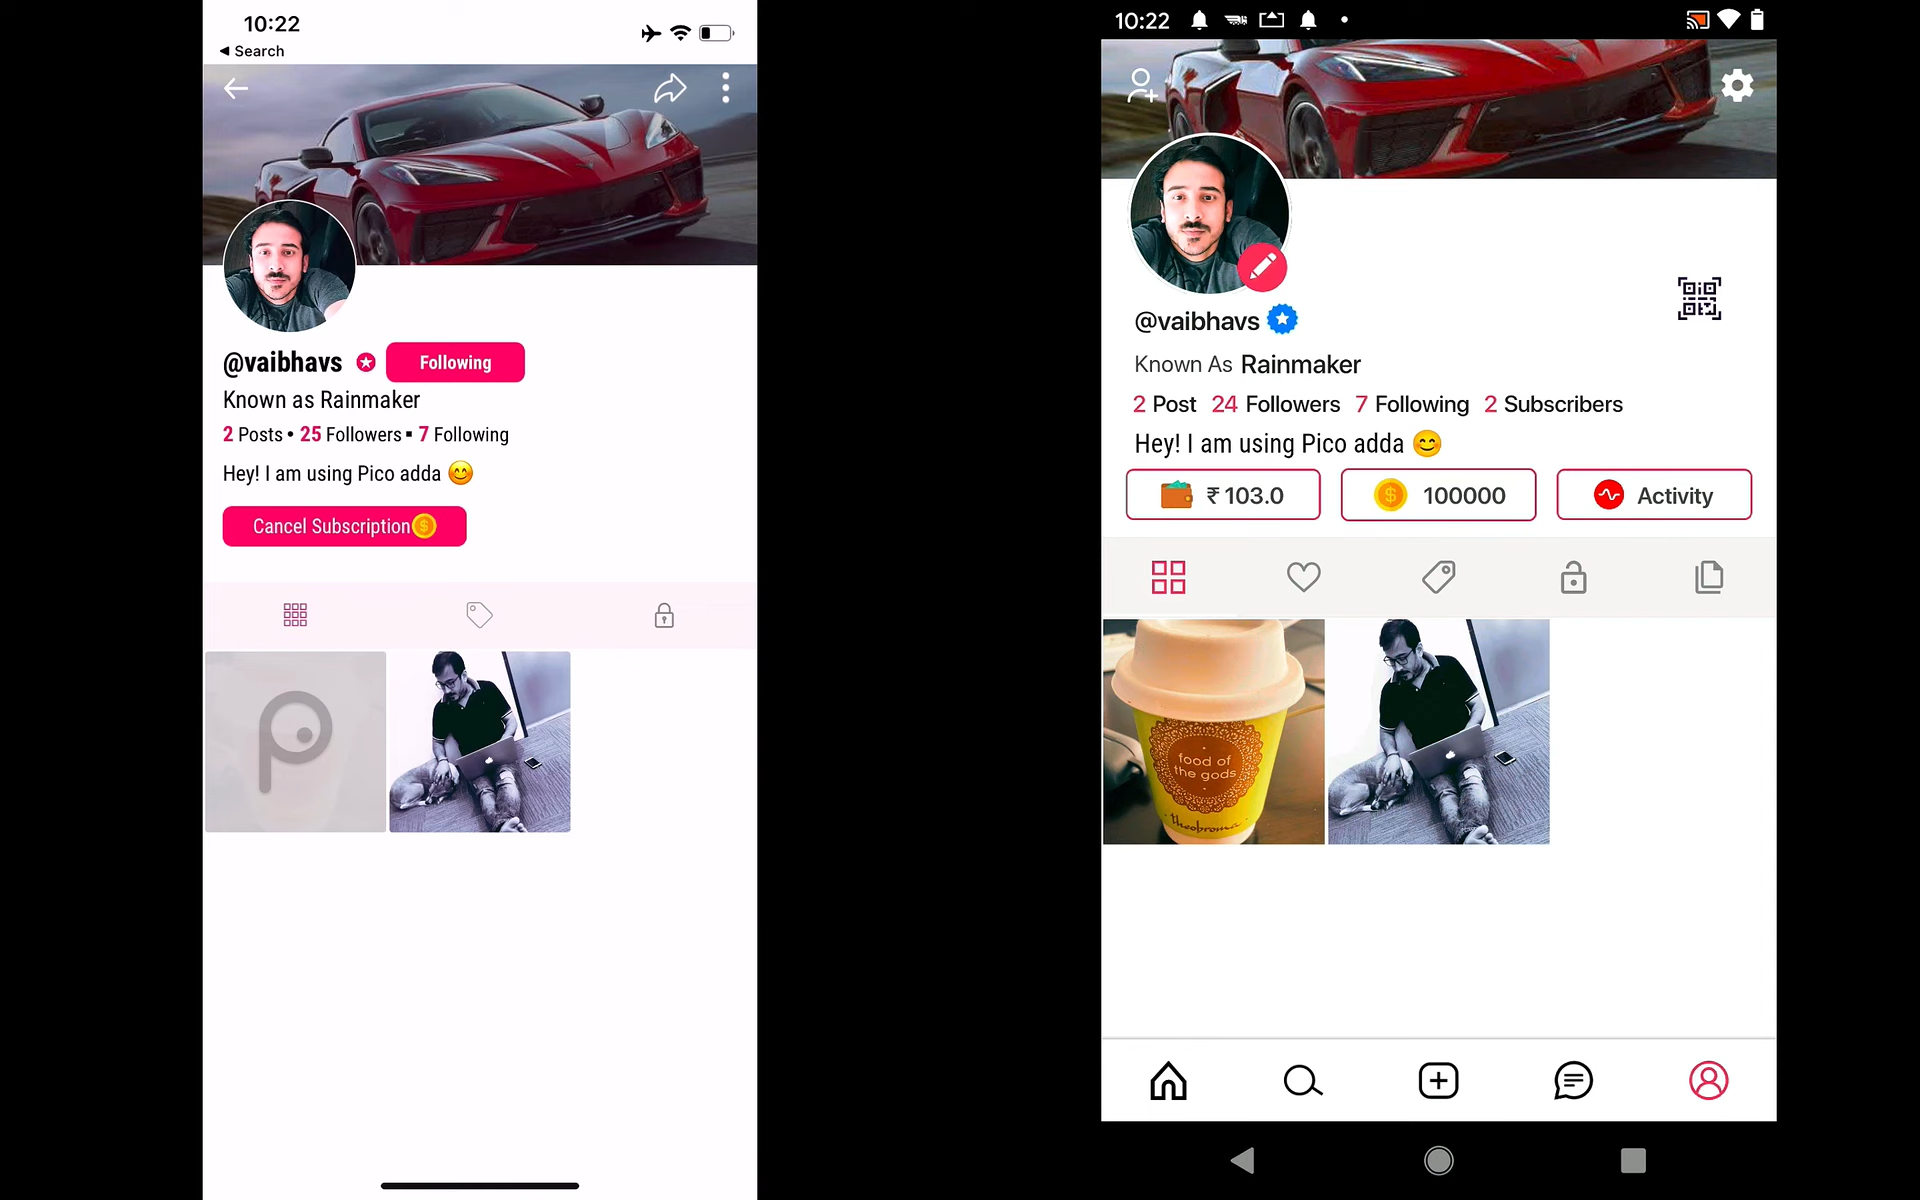 10:22
Search
@vaibhavs
Following
Known as Rainmaker
2 Posts • 25 Followers ▪ 7 Following
Hey! I am using Pico adda 😊
Cancel Subscription
10:22
@vaibhavs
Known As Rainmaker
2 Post 24 Followers 7 Following 2 Subscribers
Hey! I am using Pico adda 😊
₹ 103.0
100000
Activity
food of
the gods
theobroma